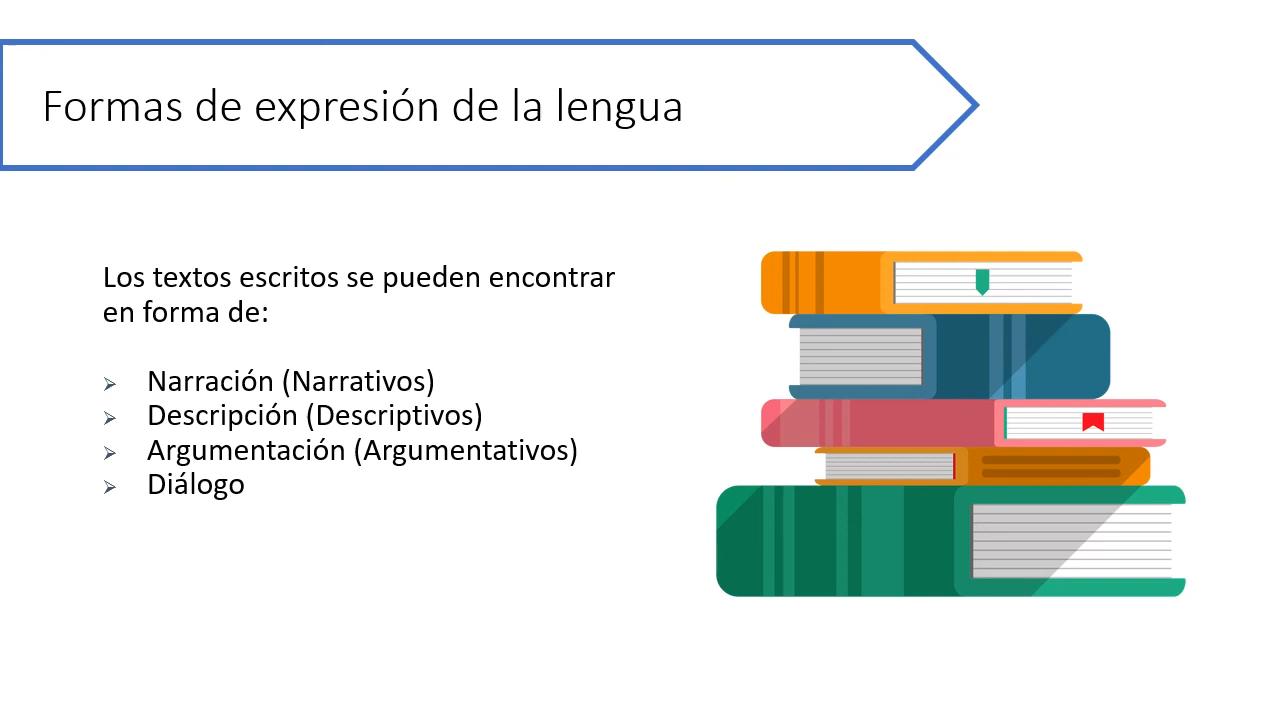 Formas de expresión de la lengua
Los textos escritos se pueden encontrar
en forma de:
Narración (Narrativos)
Descripción (Descriptivos)
Argumentación (Argumentativos)
Diálogo